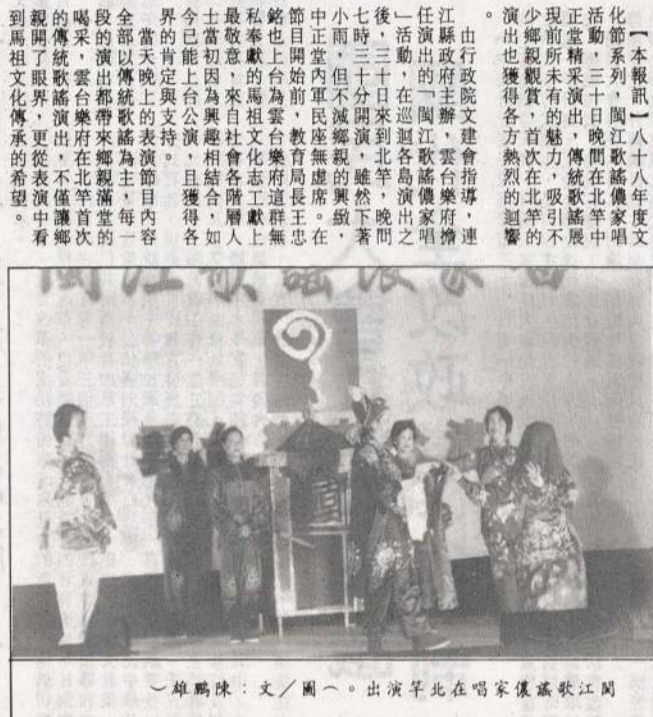 【本報訊】八十八年度文
化節系列，閩江歌謠儂家唱
活動，三十日晚間在北竿中
正堂精采演出，傳統歌謠展
現前所未有的魅力，吸引不
少鄉親觀賞，首次在北竿的
演出也獲得各方熱烈的迴響
。
由行政院文建會指導，連
江縣政府主辦，雲台樂府擔
任演出的「閩江歌謠儂家唱
」活動，在巡迴各島演出之
後，三十日來到北竿，晚間
七時三十分開演，雖然下著
小雨，但不減鄉親的興緻，
中正堂內軍民座無虛席。在
節目開始前，教育局長王忠
銘也上台為雲台樂府這群無
私奉獻的馬祖文化志工獻上
最敬意，來自社會各階層人
士當初因為興趣相結合，如
今已能上台公演，且獲得各
界的肯定與支持。
當天晚上的表演節目內容
全部以傳統歌謠為主，每一
段的演出都帶來鄉親滿堂的
喝采，雲台樂府在北竿首次
的傳統歌謠演出，不僅讓鄉
親開了眼界，更從表演中看
到馬祖文化傳承的希望。
閩江歌謠儂家唱
閩江歌謠儂家唱在北竿演出。（圖／文：陳鵬雄）